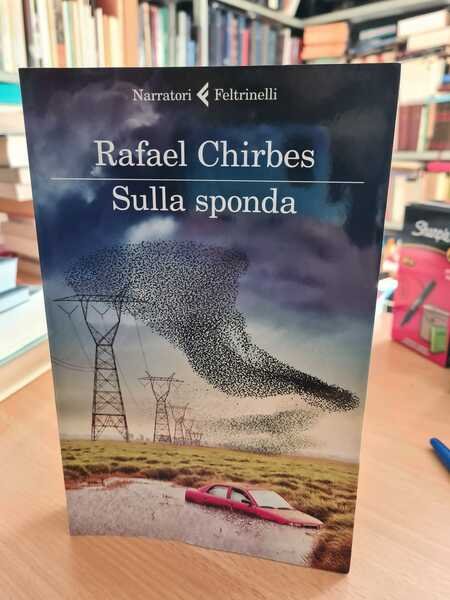 Narratori Feltrinelli
Rafael Chirbes
Sulla sponda
Sharpie